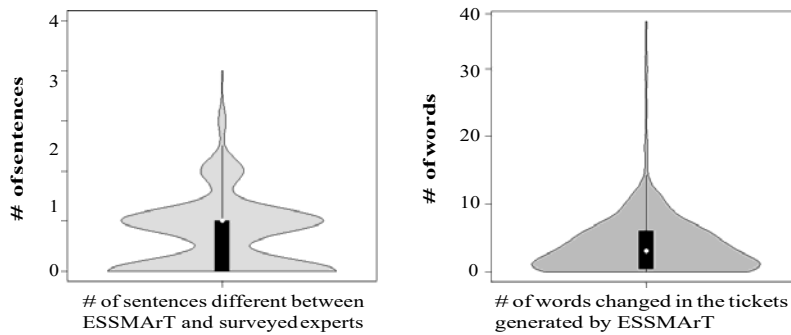 4
3
2
1
0
# of sentences
# of sentences different between
ESSMArT and surveyed experts
40
30
20
10
0
# of words
# of words changed in the tickets
generated by ESSMArT